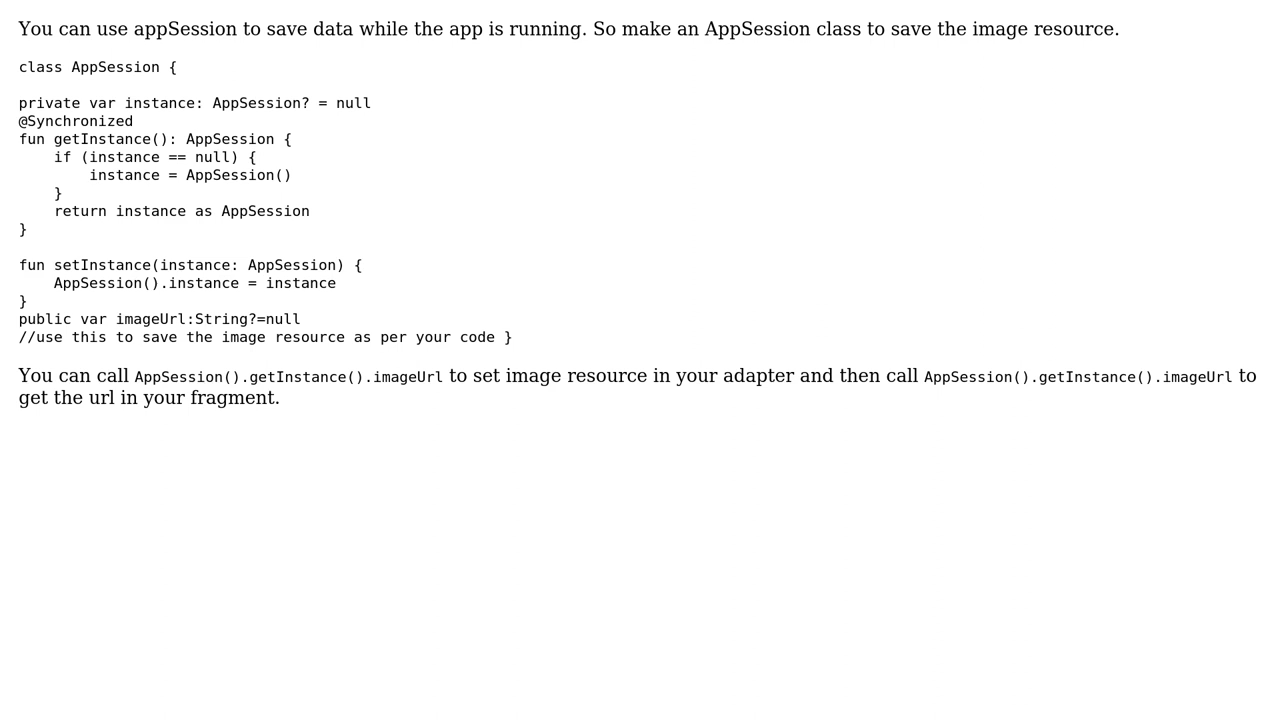 You can use appSession to save data while the app is running. So make an AppSession class to save the image resource.
class AppSession {
private var instance: AppSession? = null
@Synchronized
fun getInstance(): AppSession {
    if (instance == null) {
        instance = AppSession()
    }
    return instance as AppSession
}
fun setInstance(instance: AppSession) {
    AppSession().instance = instance
}
public var imageUrl:String?=null
//use this to save the image resource as per your code }
You can call AppSession().getInstance().imageUrl to set image resource in your adapter and then call AppSession().getInstance().imageUrl to
get the url in your fragment.